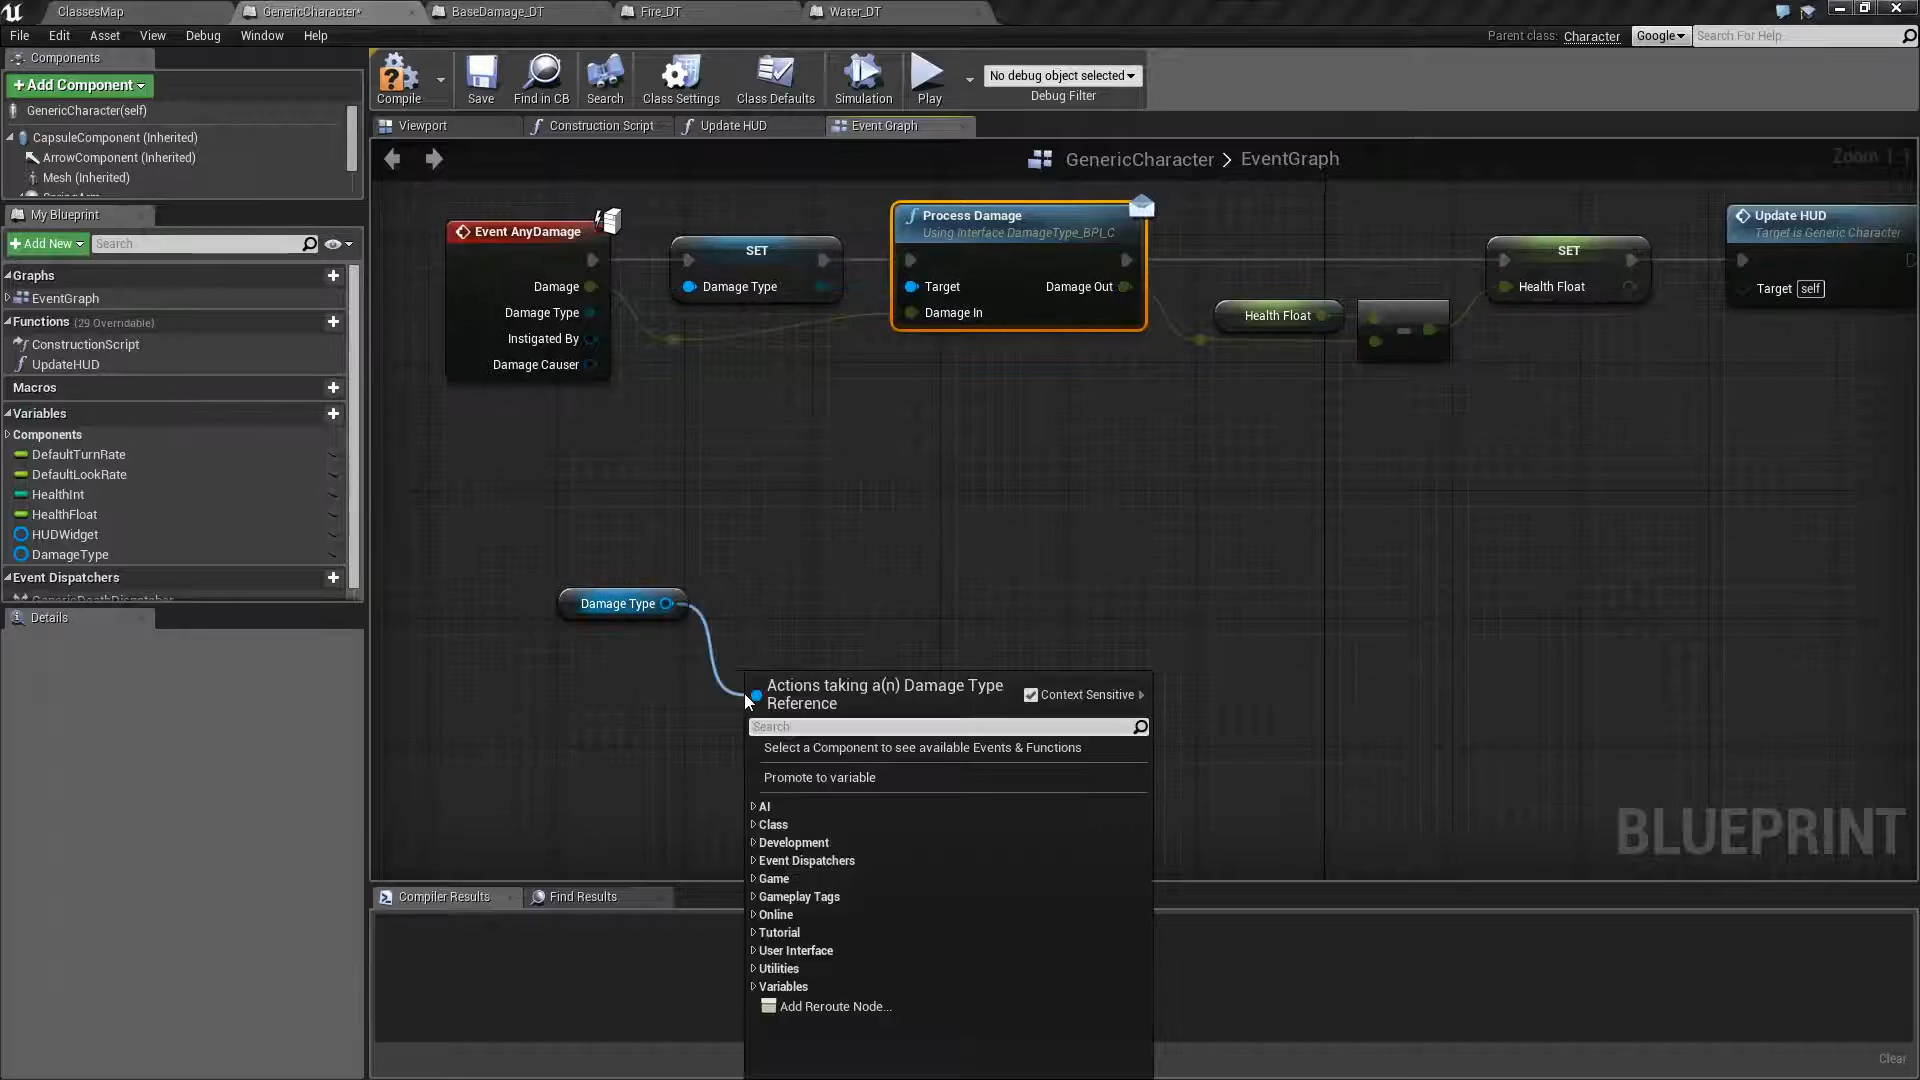 ClassesMap
GenericCharacter*
BaseDamage_DT
Fire_DT
Water_DT
File Edit Asset View Debug Window Help
Parent class: Character Google Search For Help
Components
+ Add Component
GenericCharacter(self)
CapsuleComponent (Inherited)
ArrowComponent (Inherited)
Mesh (Inherited)
Compile
Save
Find in CB
Search
Class Settings
Class Defaults
Simulation
Play
No debug object selected
Debug Filter
Viewport
Construction Script
Update HUD
Event Graph
GenericCharacter > EventGraph
My Blueprint
+ Add New Search
Graphs
EventGraph
Functions (29 Overridable)
ConstructionScript
UpdateHUD
Macros
Variables
Components
DefaultTurnRate
DefaultLookRate
HealthInt
HealthFloat
HUDWidget
DamageType
Event Dispatchers
GenericDeathDispatcher
Details
Event AnyDamage
Damage
Damage Type
Instigated By
Damage Causer
SET
Damage Type
Process Damage
Using Interface DamageType_BPI_C
Target
Damage Out
Damage In
Health Float
SET
Health Float
Update HUD
Target is Generic Character
Target self
Damage Type
Actions taking a(n) Damage Type
Reference
Context Sensitive
Search
Select a Component to see available Events & Functions
Promote to variable
AI
Class
Development
Event Dispatchers
Game
Gameplay Tags
Online
Tutorial
User Interface
Utilities
Variables
Add Reroute Node...
BLUEPRINT
Compiler Results
Find Results
Clear